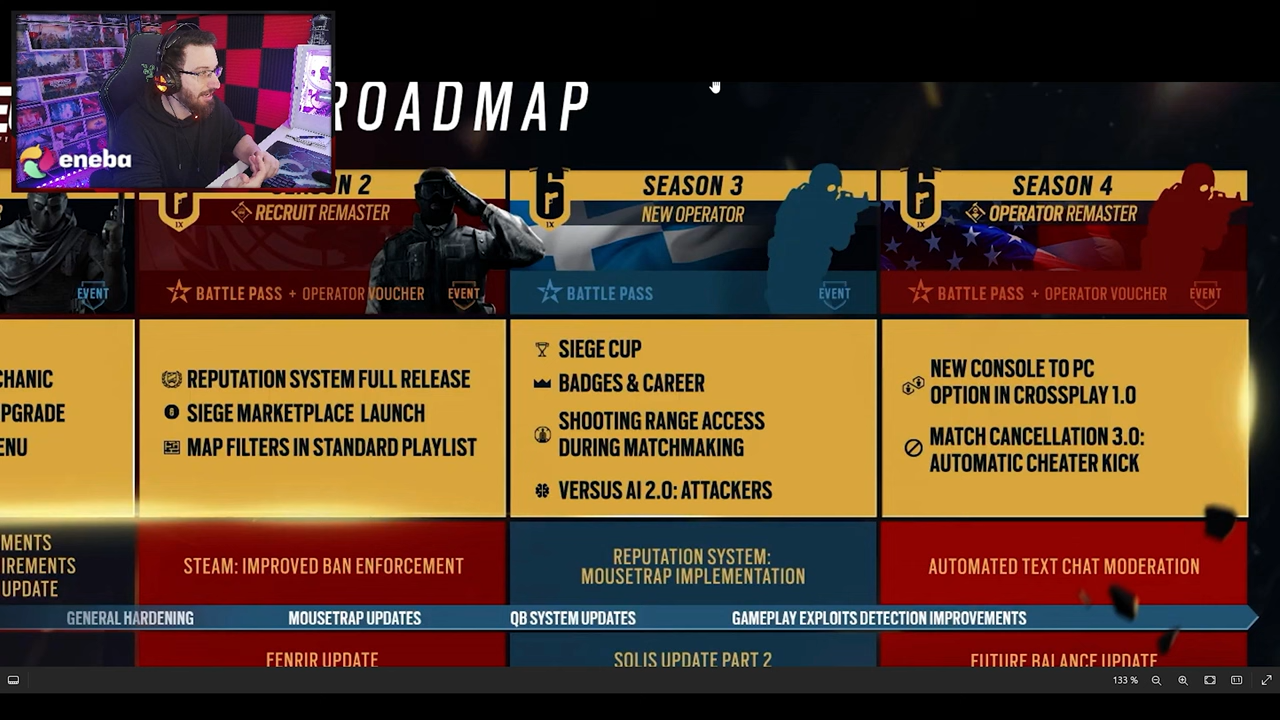 ROADMAP
eneba
SEASON 2
RECRUIT REMASTER
BATTLE PASS + OPERATOR VOUCHER
EVENT
SEASON 3
NEW OPERATOR
BATTLE PASS
EVENT
SEASON 4
OPERATOR REMASTER
BATTLE PASS + OPERATOR VOUCHER
EVENT
EVENT
CHANIC
PGRADE
ENU
REPUTATION SYSTEM FULL RELEASE
SIEGE MARKETPLACE LAUNCH
MAP FILTERS IN STANDARD PLAYLIST
SIEGE CUP
BADGES & CAREER
SHOOTING RANGE ACCESS
DURING MATCHMAKING
VERSUS AI 2.0: ATTACKERS
NEW CONSOLE TO PC
OPTION IN CROSSPLAY 1.0
MATCH CANCELLATION 3.0:
AUTOMATIC CHEATER KICK
MENTS
IREMENTS
UPDATE
STEAM: IMPROVED BAN ENFORCEMENT
REPUTATION SYSTEM:
MOUSETRAP IMPLEMENTATION
AUTOMATED TEXT CHAT MODERATION
GENERAL HARDENING
MOUSETRAP UPDATES
QB SYSTEM UPDATES
GAMEPLAY EXPLOITS DETECTION IMPROVEMENTS
FENRIR UPDATE
SOLIS UPDATE PART 2
FUTURE BALANCE UPDATE
133 %